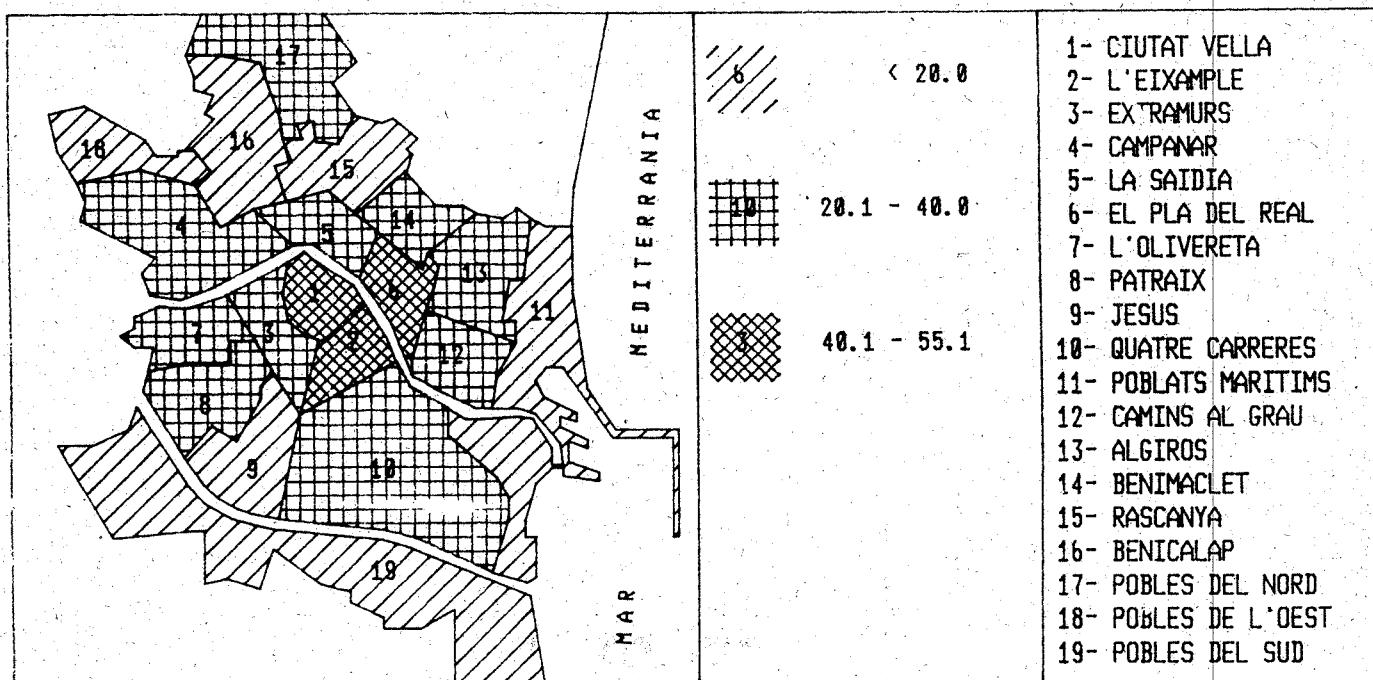 17
16
18
15
4
14
5
13
1
6
11
7
3
2
12
8
9
10
19
MEDITERRANIA
MAR
6 < 20.0
10 20.1 - 40.0
3 40.1 - 55.1
1- CIUTAT VELLA
2- L'EIXAMPLE
3- EXTRAMURS
4- CAMPANAR
5- LA SAIDIA
6- EL PLA DEL REAL
7- L'OLIVERETA
8- PATRAIX
9- JESUS
10- QUATRE CARRERES
11- POBLATS MARITIMS
12- CAMINS AL GRAU
13- ALGIROS
14- BENIMACLET
15- RASCANYA
16- BENICALAP
17- POBLES DEL NORD
18- POBLES DE L'OEST
19- POBLES DEL SUD